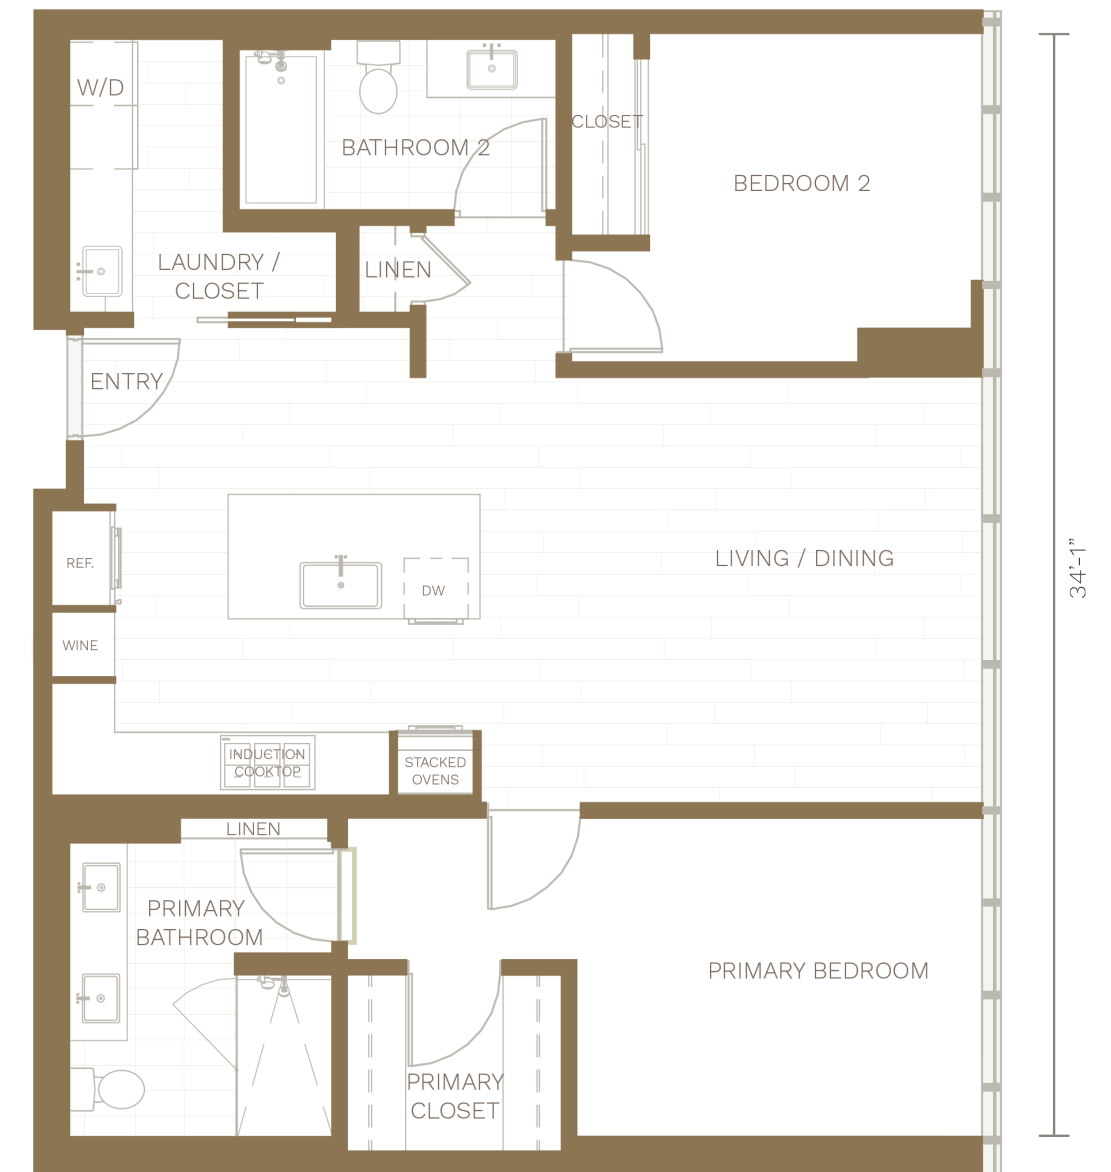 W/D
BATHROOM 2
CLOSET
BEDROOM 2
LAUNDRY /
CLOSET
LINEN
ENTRY
REF.
DW
LIVING / DINING
34'-1"
WINE
INDUCTION
COOKTOP
STACKED
OVENS
LINEN
PRIMARY
BATHROOM
PRIMARY BEDROOM
PRIMARY
CLOSET